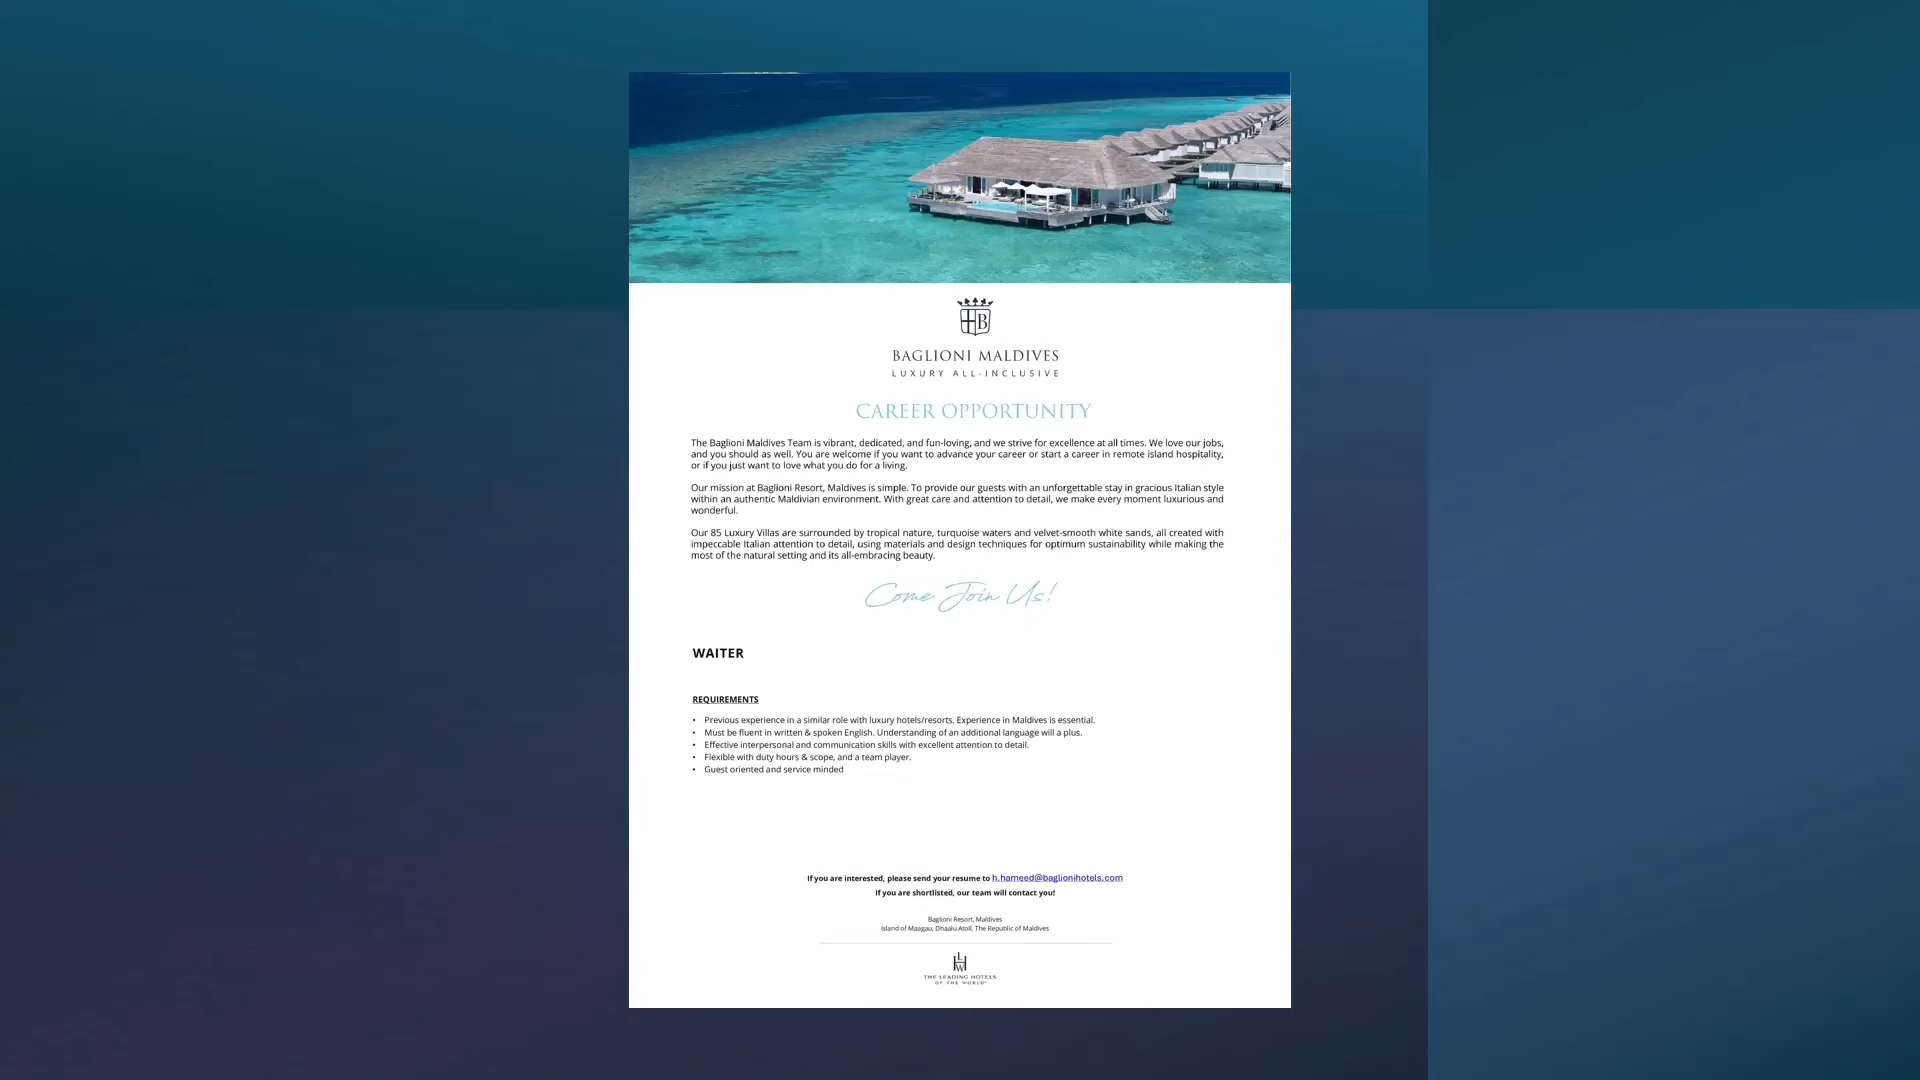 BAGLIONI MALDIVES
LUXURY ALL-INCLUSIVE
CAREER OPPORTUNITY
The Baglioni Maldives Team is vibrant, dedicated, and fun-loving, and we strive for excellence at all times. We love our jobs,
and you should as well. You are welcome if you want to advance your career or start a career in remote island hospitality,
or if you just want to love what you do for a living.
Our mission at Baglioni Resort, Maldives is simple. To provide our guests with an unforgettable stay in gracious Italian style
within an authentic Maldivian environment. With great care and attention to detail, we make every moment luxurious and
wonderful.
Our 85 Luxury Villas are surrounded by tropical nature, turquoise waters and velvet-smooth white sands, all created with
impeccable Italian attention to detail, using materials and design techniques for optimum sustainability while making the
most of the natural setting and its all-embracing beauty.
Come Join Us!
WAITER
REQUIREMENTS
• Previous experience in a similar role with luxury hotels/resorts. Experience in Maldives is essential.
• Must be fluent in written & spoken English. Understanding of an additional language will a plus.
• Effective interpersonal and communication skills with excellent attention to detail.
• Flexible with duty hours & scope, and a team player.
• Guest oriented and service minded
If you are interested, please send your resume to h.hameed@baglionihotels.com
If you are shortlisted, our team will contact you!
Baglioni Resort, Maldives
Island of Maagau, Dhaalu Atoll, The Republic of Maldives
THE LEADING HOTELS
OF THE WORLD®